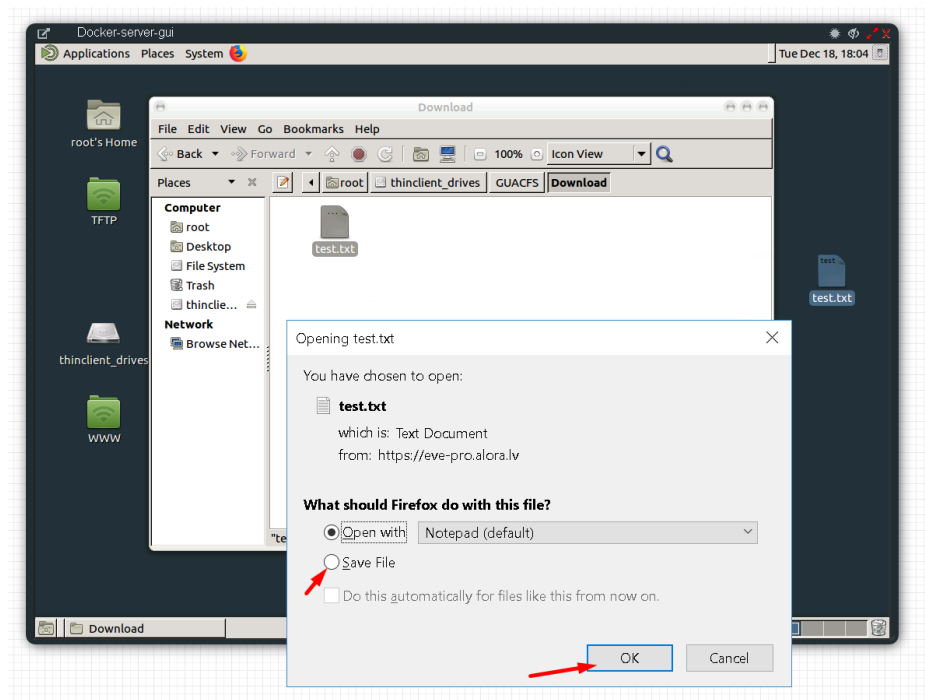 Docker-server-gui
Applications Places System Tue Dec 18, 18:04
root's Home
TFTP
thinclient_drives
WWW
Download
File Edit View Go Bookmarks Help
Back Forward 100% Icon View
Places root thinclient_drives GUACFS Download
Computer
root
Desktop
File System
Trash
thinclie...
Network
Browse Net...
test.txt
"te
test
test.txt
Opening test.txt
You have chosen to open:
test.txt
which is: Text Document
from: https://eve-pro.alora.lv
What should Firefox do with this file?
Open with Notepad (default)
Save File
Do this automatically for files like this from now on.
OK Cancel
Download